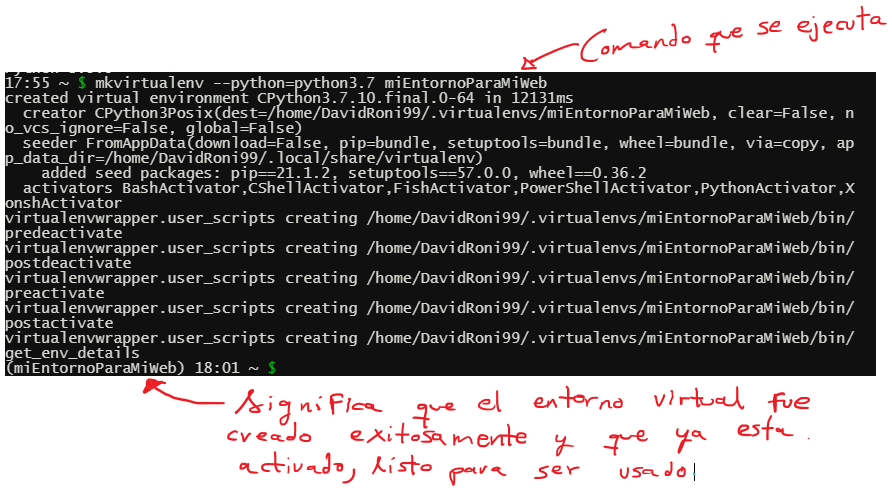 Comando que se ejecuta
17:55 ~ $ mkvirtualenv --python=python3.7 miEntornoParaMiWeb
created virtual environment CPython3.7.10.final.0-64 in 12131ms
  creator CPython3Posix(dest=/home/DavidRoni99/.virtualenvs/miEntornoParaMiWeb, clear=False, n
o_vcs_ignore=False, global=False)
  seeder FromAppData(download=False, pip=bundle, setuptools=bundle, wheel=bundle, via=copy, ap
p_data_dir=/home/DavidRoni99/.local/share/virtualenv)
    added seed packages: pip==21.1.2, setuptools==57.0.0, wheel==0.36.2
  activators BashActivator,CShellActivator,FishActivator,PowerShellActivator,PythonActivator,X
onshActivator
virtualenvwrapper.user_scripts creating /home/DavidRoni99/.virtualenvs/miEntornoParaMiWeb/bin/
predeactivate
virtualenvwrapper.user_scripts creating /home/DavidRoni99/.virtualenvs/miEntornoParaMiWeb/bin/
postdeactivate
virtualenvwrapper.user_scripts creating /home/DavidRoni99/.virtualenvs/miEntornoParaMiWeb/bin/
preactivate
virtualenvwrapper.user_scripts creating /home/DavidRoni99/.virtualenvs/miEntornoParaMiWeb/bin/
postactivate
virtualenvwrapper.user_scripts creating /home/DavidRoni99/.virtualenvs/miEntornoParaMiWeb/bin/
get_env_details
(miEntornoParaMiWeb) 18:01 ~ $
Significa que el entorno virtual fue
creado exitosamente y que ya esta
activado, listo para ser usado